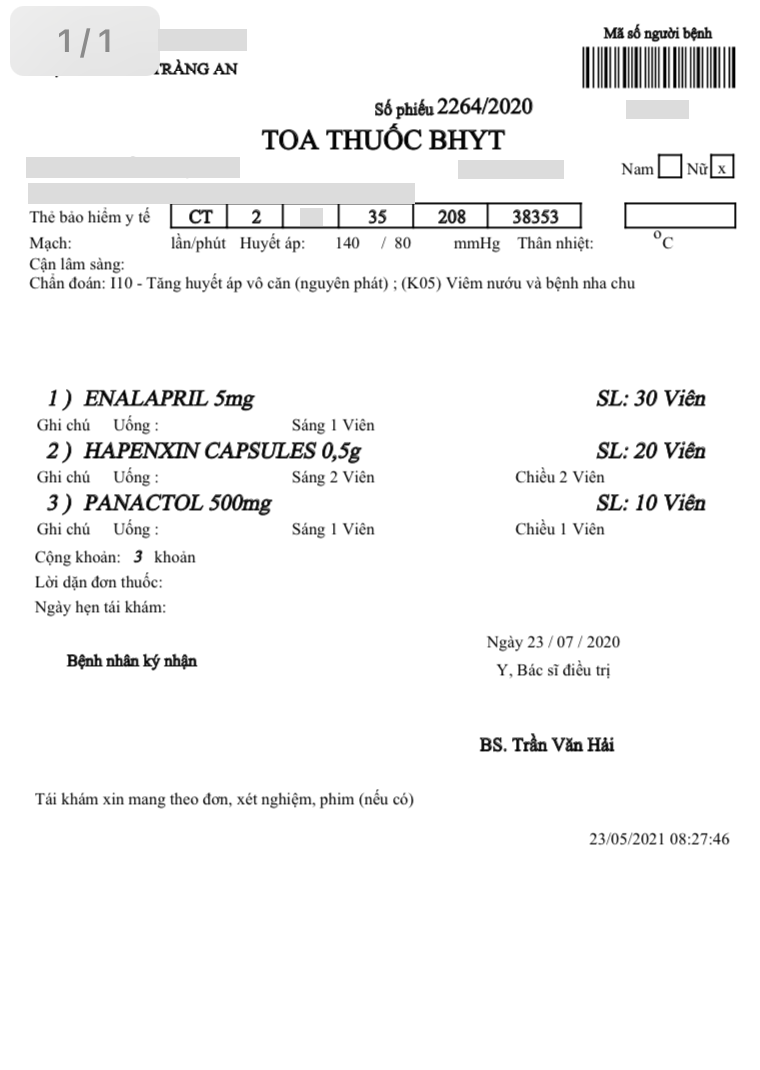 1/1
Mã số người bệnh
TRÀNG AN
Số phiếu 2264/2020
TOA THUỐC BHYT
Nam Nữ x
Thẻ bảo hiểm y tế CT 2 35 208 38353
Mạch: lần/phút Huyết áp: 140 / 80 mmHg Thân nhiệt: °C
Cận lâm sàng:
Chẩn đoán: I10 - Tăng huyết áp vô căn (nguyên phát) ; (K05) Viêm nướu và bệnh nha chu
1 ) ENALAPRIL 5mg SL: 30 Viên
Ghi chú Uống : Sáng 1 Viên
2 ) HAPENXIN CAPSULES 0,5g SL: 20 Viên
Ghi chú Uống : Sáng 2 Viên Chiều 2 Viên
3 ) PANACTOL 500mg SL: 10 Viên
Ghi chú Uống : Sáng 1 Viên Chiều 1 Viên
Cộng khoản: 3 khoản
Lời dặn đơn thuốc:
Ngày hẹn tái khám:
Ngày 23 / 07 / 2020
Bệnh nhân ký nhận
Y, Bác sĩ điều trị
BS. Trần Văn Hải
Tái khám xin mang theo đơn, xét nghiệm, phim (nếu có)
23/05/2021 08:27:46